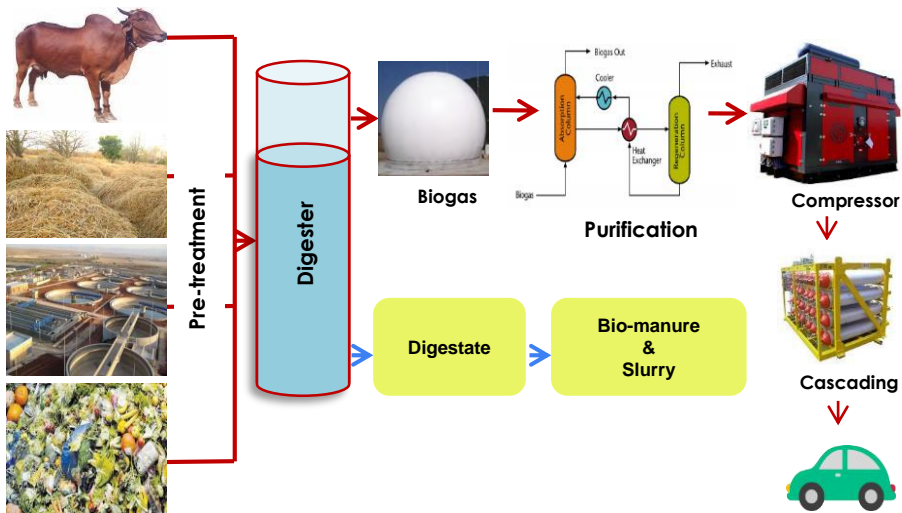 Pre-treatment
Digester
Biogas
Biogas Out
Cooler
Absorption
Column
Heat
Exchanger
Regeneration
Column
Exhaust
Biogas
Purification
Compressor
Cascading
Digestate
Bio-manure
&
Slurry